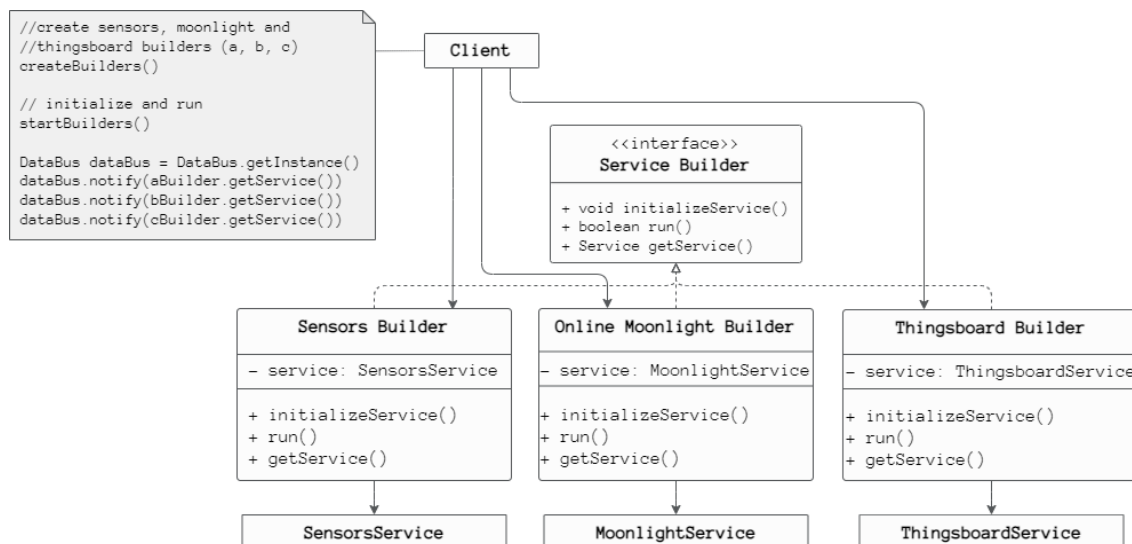 //create sensors, moonlight and
//thingsboard builders (a, b, c)
createBuilders()
// initialize and run
startBuilders()
DataBus dataBus = DataBus.getInstance()
dataBus.notify(aBuilder.getService())
dataBus.notify(bBuilder.getService())
dataBus.notify(cBuilder.getService())
Client
<<interface>>
Service Builder
+ void initializeService()
+ boolean run()
+ Service getService()
Sensors Builder
- service: SensorsService
+ initializeService()
+ run()
+ getService()
SensorsService
Online Moonlight Builder
- service: MoonlightService
+ initializeService()
+ run()
+ getService()
MoonlightService
Thingsboard Builder
- service: ThingsboardService
+ initializeService()
+ run()
+ getService()
ThingsboardService